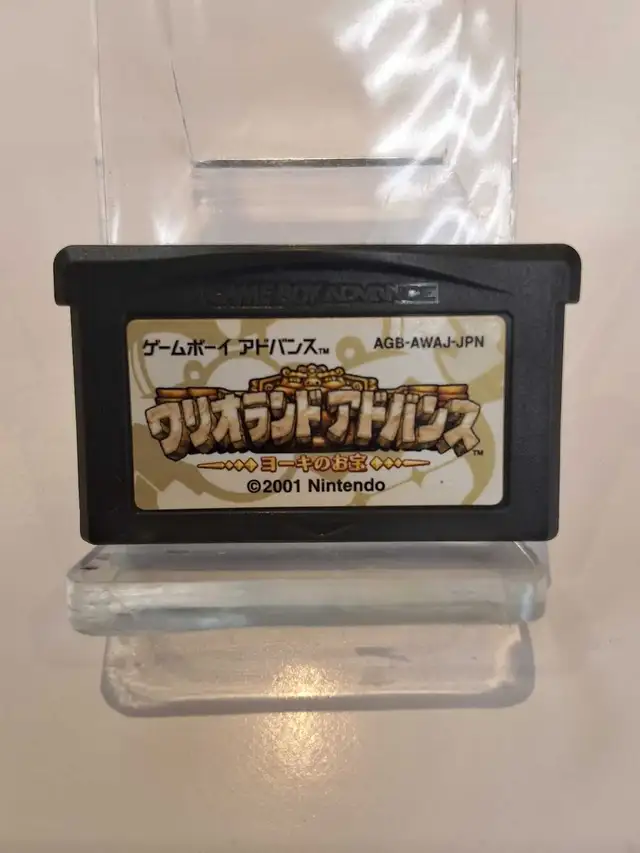 GAME BOY ADVANCE
ゲームボーイ アドバンス™ AGB-AWAJ-JPN
ワリオランドアドバンス™
ヨーキのお宝
©2001 Nintendo